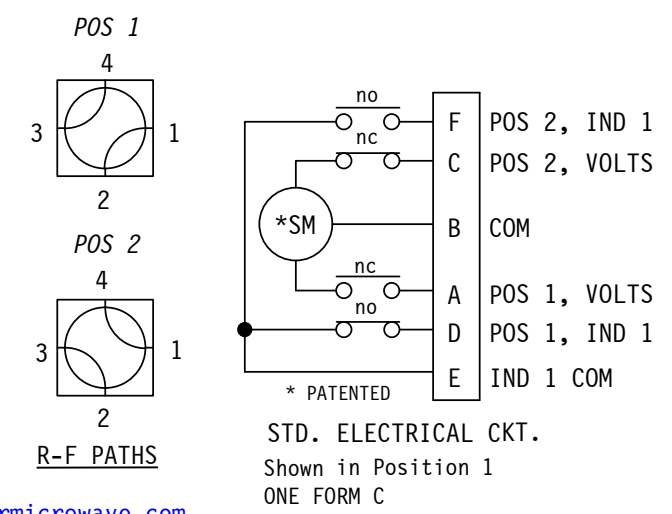 POS 1
4
3
1
2
POS 2
4
3
1
2
R-F PATHS
no
F POS 2, IND 1
nc
C POS 2, VOLTS
*SM
B COM
nc
A POS 1, VOLTS
no
D POS 1, IND 1
E IND 1 COM
* PATENTED
STD. ELECTRICAL CKT.
Shown in Position 1
ONE FORM C